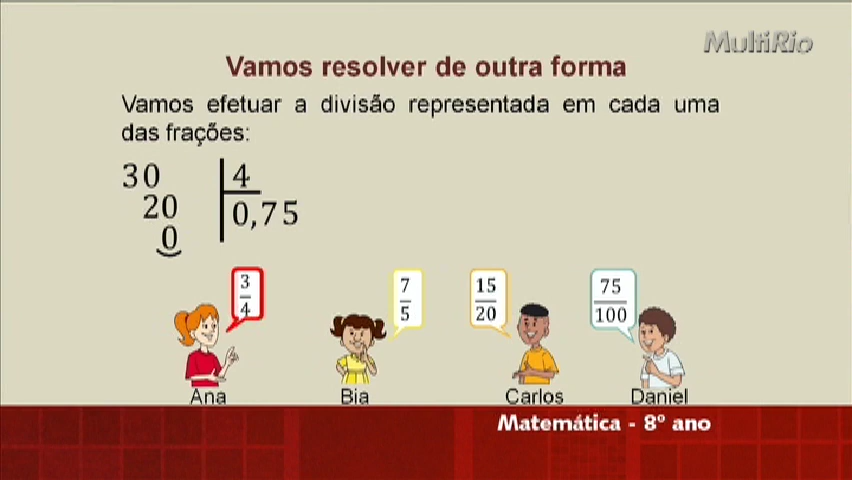 MultiRio
Vamos resolver de outra forma
Vamos efetuar a divisão representada em cada uma
das frações:
30 4
20 0,75
0
3/4 7/5 15/20 75/100
Ana Bia Carlos Daniel
Matemática - 8º ano